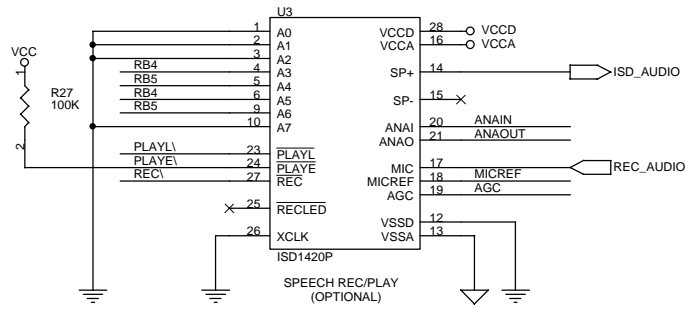 U3
1 A0 VCCD 28 VCCD
2 A1 VCCA 16 VCCA
VCC
3 A2
1 RB4 4 A3 SP+ 14 ISD_AUDIO
R27 RB5 5 A4
100K RB4 6 A5 SP- 15
RB5 9 A6
10 A7 ANAI 20 ANAIN
2 ANAO 21 ANAOUT
PLAYL\ 23 PLAYL
PLAYE\ 24 PLAYE MIC 17 REC_AUDIO
REC\ 27 REC MICREF 18 MICREF
AGC 19 AGC
25 RECLED
VSSD 12
26 XCLK VSSA 13
ISD1420P
SPEECH REC/PLAY
(OPTIONAL)